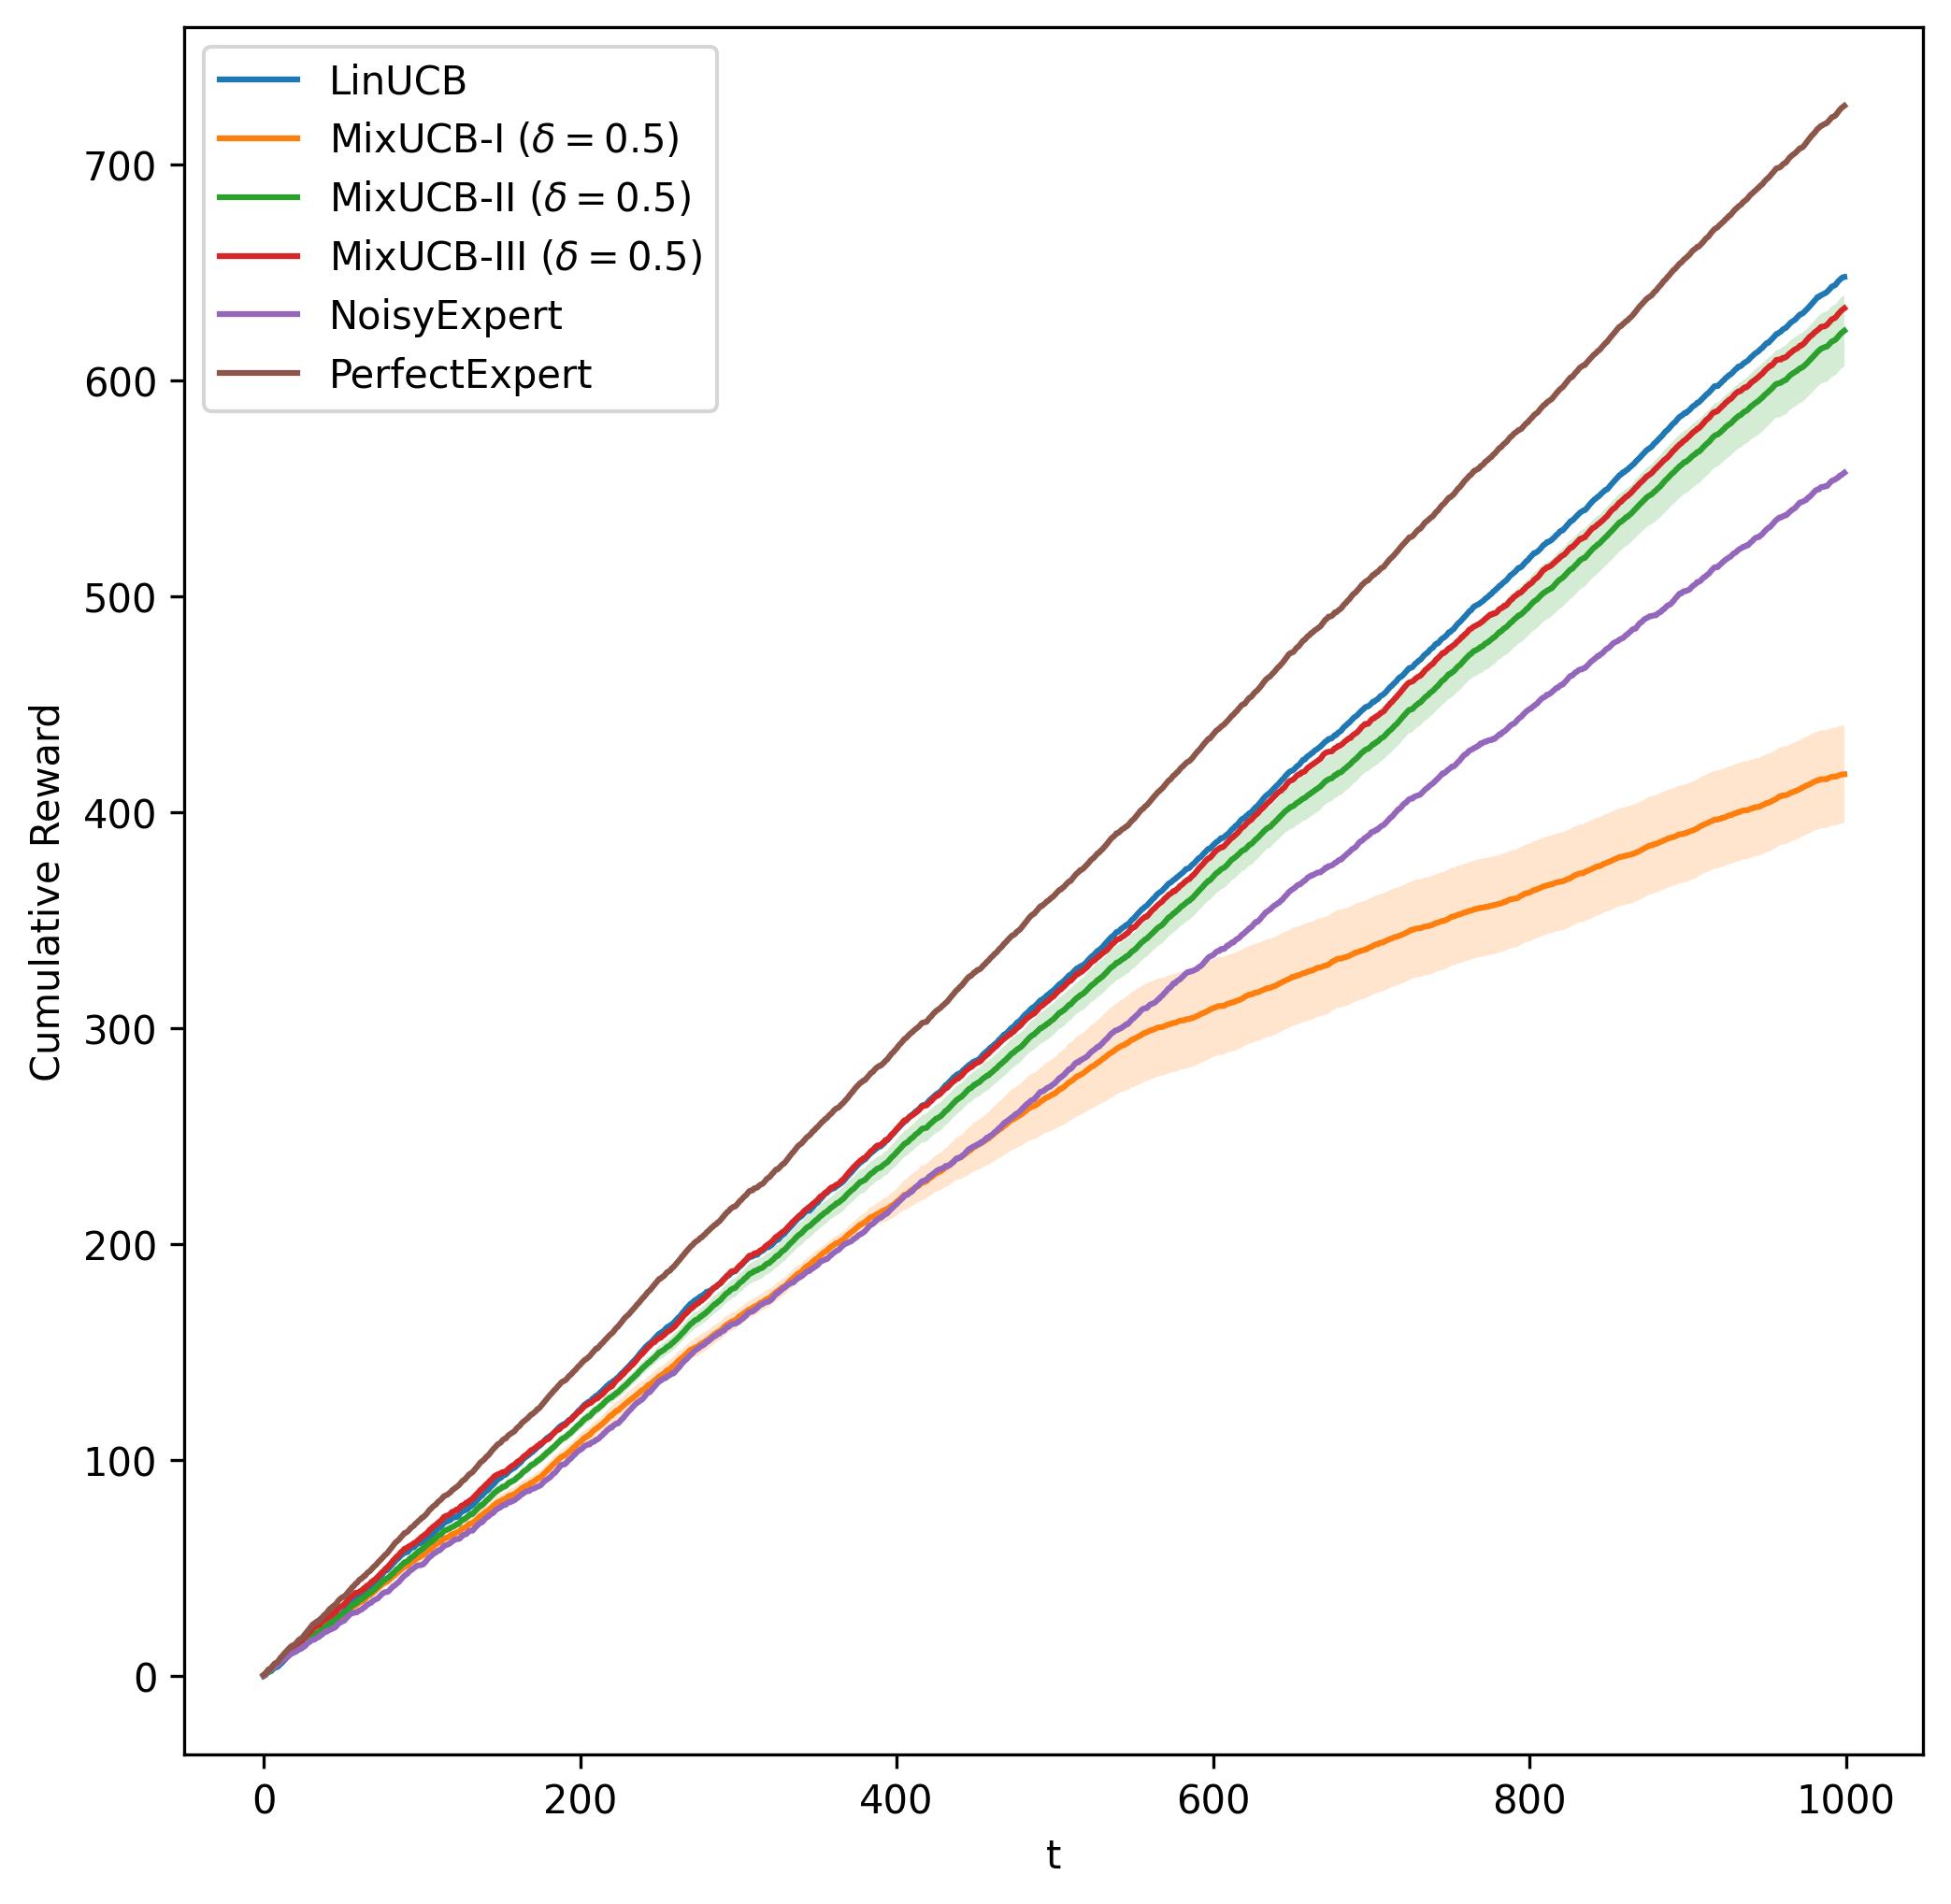 LinUCB
MixUCB-I (δ = 0.5)
MixUCB-II (δ = 0.5)
MixUCB-III (δ = 0.5)
NoisyExpert
PerfectExpert
700
600
500
400
300
200
100
0
Cumulative Reward
0 200 400 600 800 1000
t